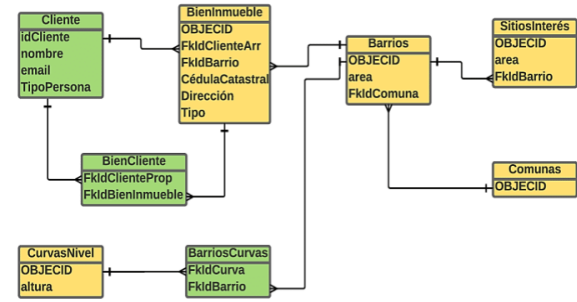 Cliente
idCliente
nombre
email
TipoPersona
BienInmueble
OBJECID
FkIdClienteArr
FkIdBarrio
CédulaCatastral
Dirección
Tipo
Barrios
OBJECID
area
FkIdComuna
SitiosInterés
OBJECID
area
FkIdBarrio
BienCliente
FkIdClienteProp
FkIdBienInmueble
Comunas
OBJECID
CurvasNivel
OBJECID
altura
BarriosCurvas
FkIdCurva
FkIdBarrio